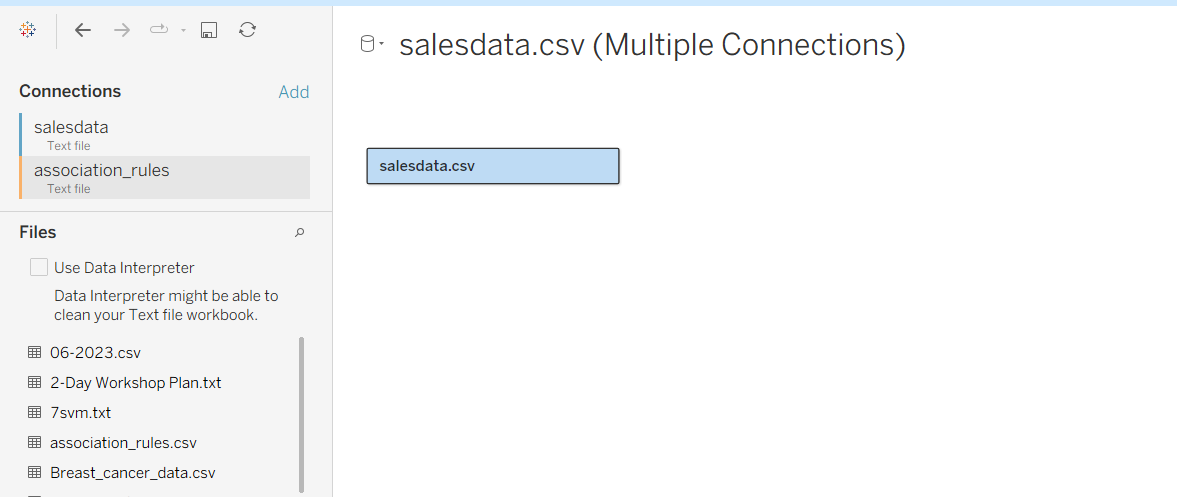 salesdata.csv (Multiple Connections)
Connections
Add
salesdata
Text file
association_rules
Text file
salesdata.csv
Files
Use Data Interpreter
Data Interpreter might be able to
clean your Text file workbook.
06-2023.csv
2-Day Workshop Plan.txt
7svm.txt
association_rules.csv
Breast_cancer_data.csv